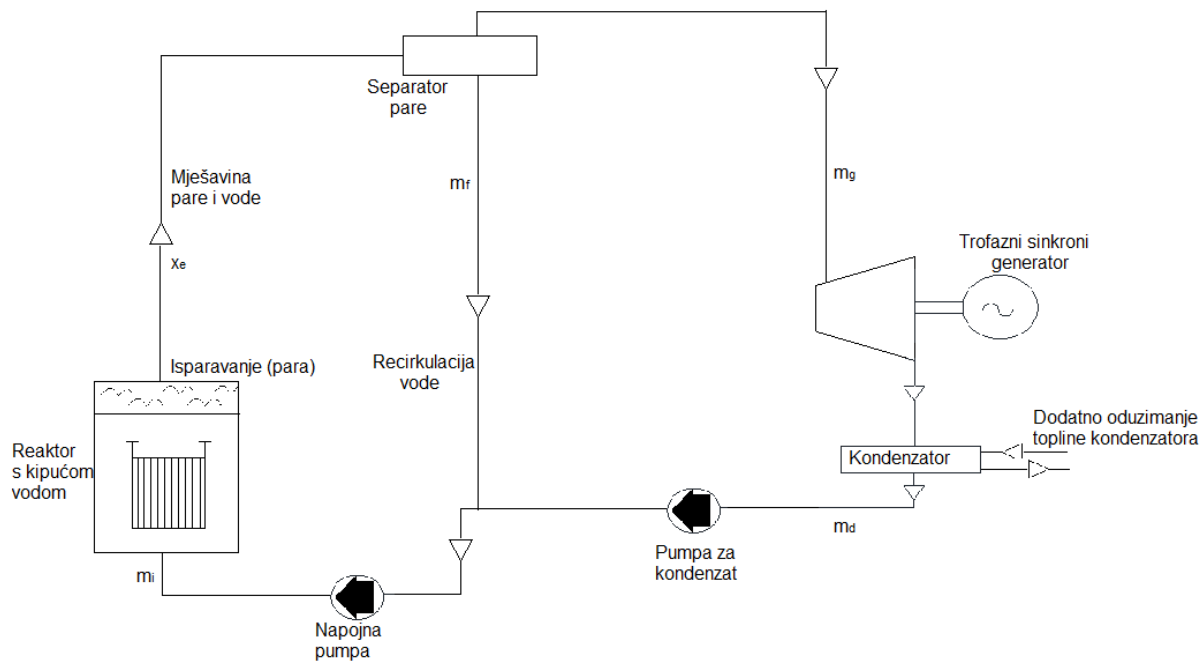 Separator
pare
Mješavina
pare i vode
mf
mg
xe
Trofazni sinkroni
generator
Isparavanje (para)
Recirkulacija
vode
Reaktor
s kipućom
vodom
Dodatno oduzimanje
topline kondenzatora
Kondenzator
md
Pumpa za
kondenzat
mi
Napojna
pumpa